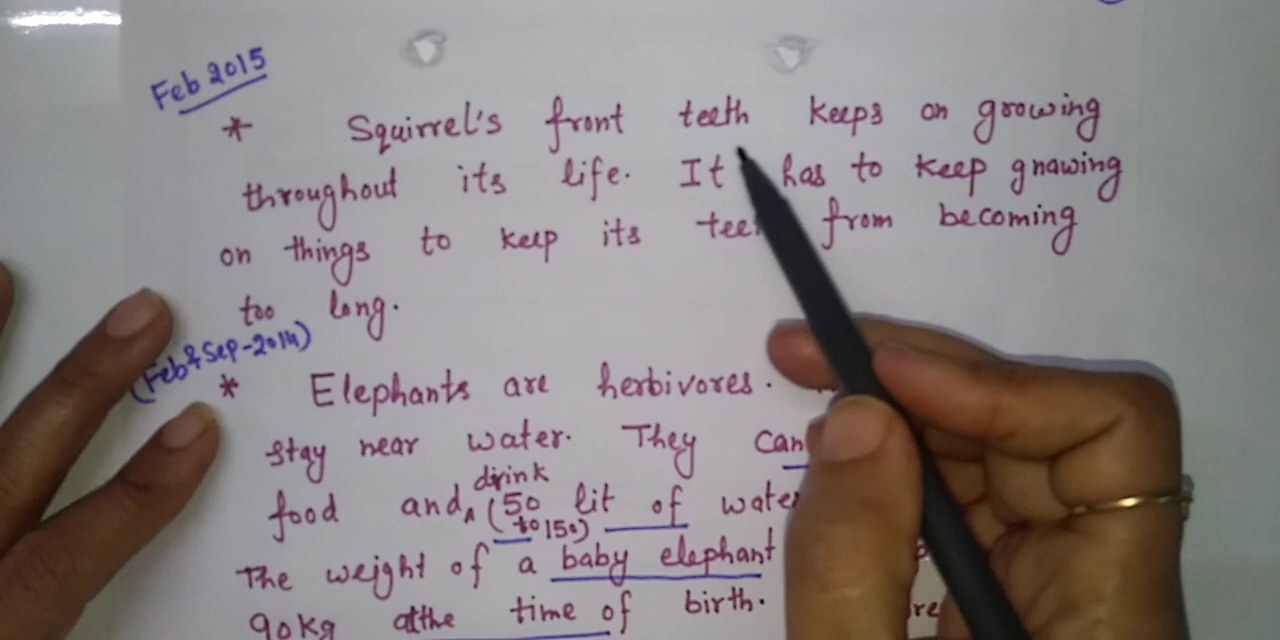 Feb 2015
* Squirrel's front teeth keeps on growing
throughout its life. It has to keep gnawing
on things to keep its from becoming
too long.
(Feb & Sep-2014)
* Elephants are herbivores.
stay near water. They can
drink
food and, (50 lit of water
to 150)
The weight of a baby elephant
90kg at the time of birth.